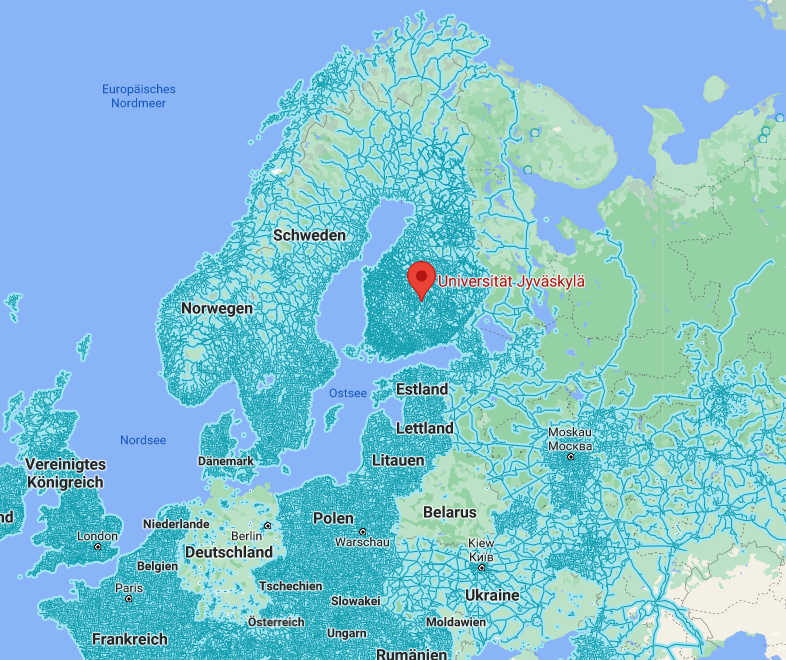 Europäisches
Nordmeer
Schweden
Universität Jyväskylä
Norwegen
Ostsee
Estland
Nordsee
Lettland
Moskau
Москва
Dänemark
Litauen
Vereinigtes
Königreich
nd
Belarus
Niederlande
Polen
London
Berlin
Warschau
Kiew
Київ
Deutschland
Belgien
Paris
Tschechien
Ukraine
Slowakei
Österreich
Moldawien
Frankreich
Ungarn
Rumänien